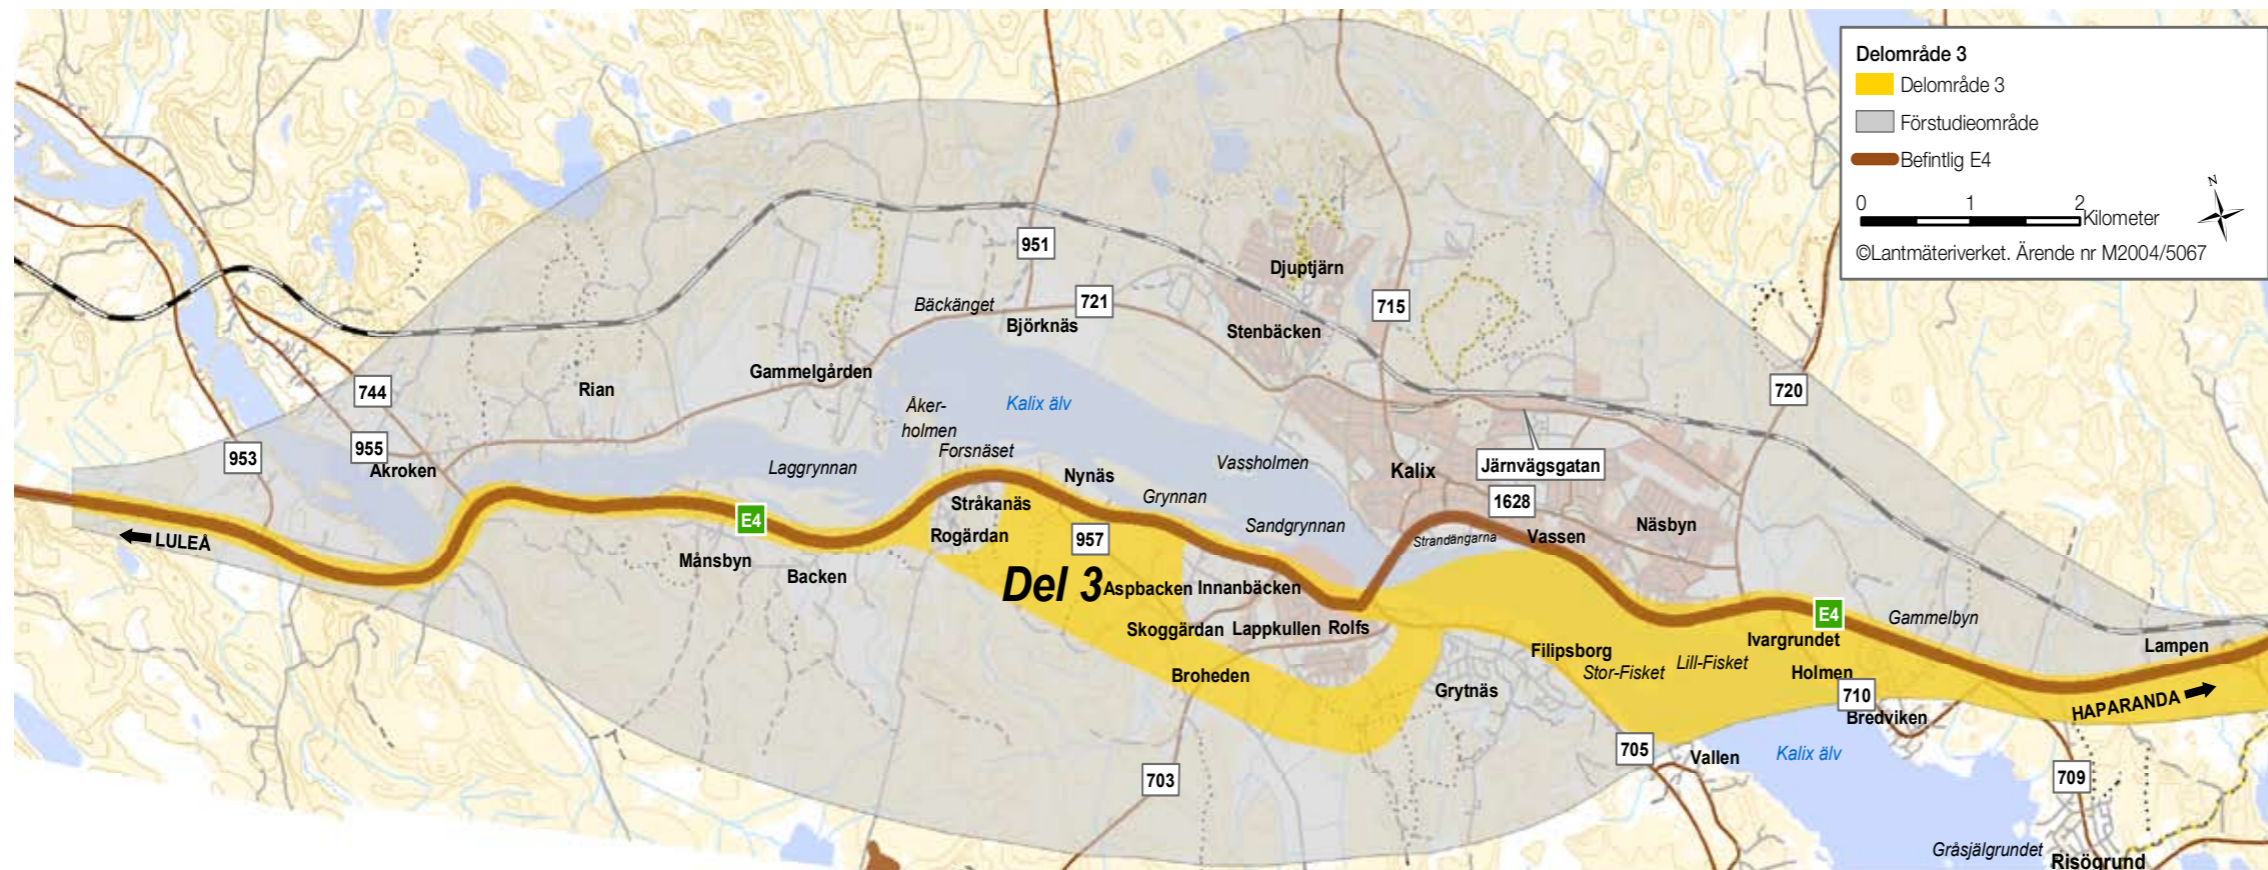 Delområde 3
Delområde 3
Förstudieområde
Befintlig E4
0 1 2
Kilometer
N
©Lantmäteriverket. Ärende nr M2004/5067
951
Djuptjärn
721
715
Bäckänget
Björknäs
Stenbäcken
Gammelgården
Rian
744
720
Åker-
holmen
Kalix älv
955
953
Akroken
Forsnäset
Laggrynnan
Nynäs
Vassholmen
Kalix
Järnvägsgatan
Stråkanäs
Grynnan
1628
E4
Sandgrynnan
Näsbyn
LULEÅ
Rogärdan
957
Strandängarna
Vassen
Månsbyn
Backen
Del 3
Aspbacken
Innanbäcken
E4
Gammelbyn
Skoggärdan
Lappkullen
Rolfs
Ivargrundet
Lampen
Filipsborg
Stor-Fisket
Lill-Fisket
Holmen
Broheden
Grytnäs
710
HAPARANDA
Bredviken
705
Vallen
Kalix älv
703
709
Gråsjälgrundet
Risögrund